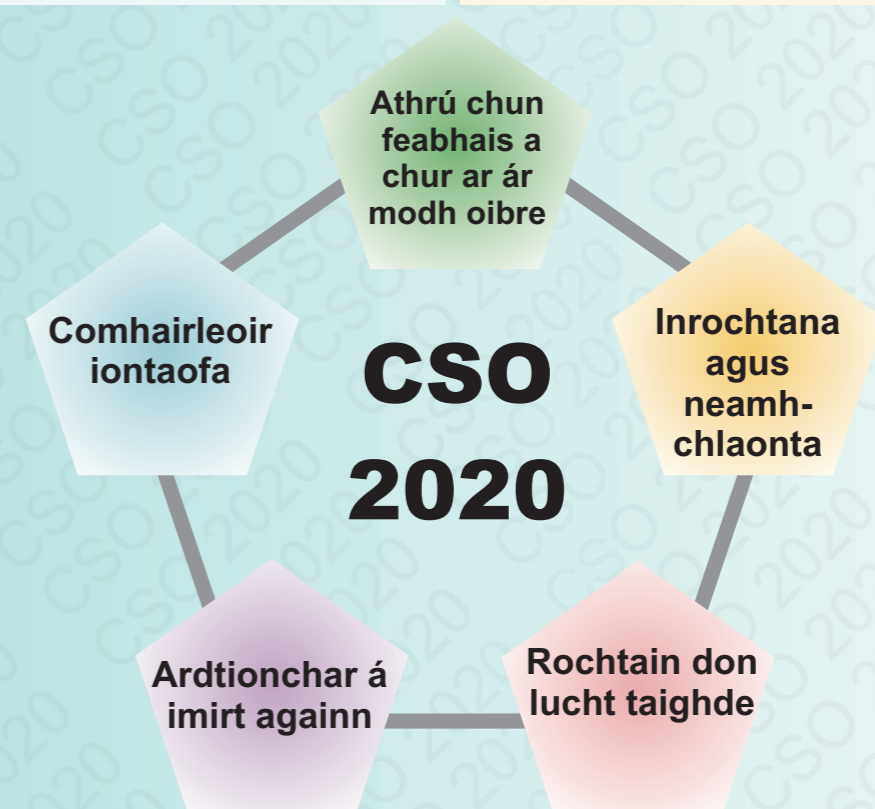 Athrú chun
feabhais a
chur ar ár
modh oibre
Comhairleoir
iontaofa
CSO
2020
Inrochtana
agus
neamh-
chlaonta
Ardtionchar á
imirt againn
Rochtain don
lucht taighde